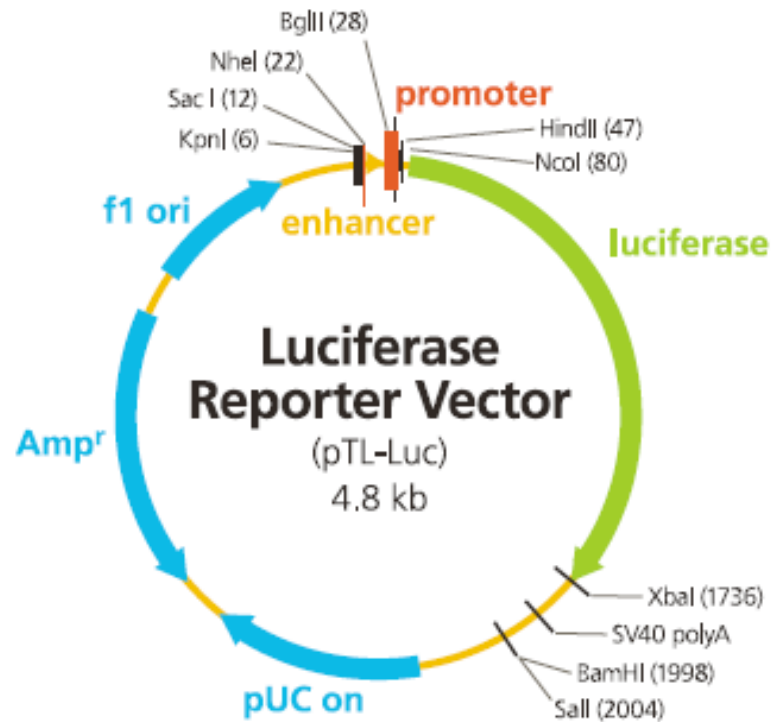 BglII (28)
NheI (22)
Sac I (12)
KpnI (6)
promoter
HindII (47)
NcoI (80)
f1 ori
enhancer
luciferase
Luciferase
Reporter Vector
(pTL-Luc)
4.8 kb
Ampʳ
XbaI (1736)
SV40 polyA
BamHI (1998)
SalI (2004)
pUC on